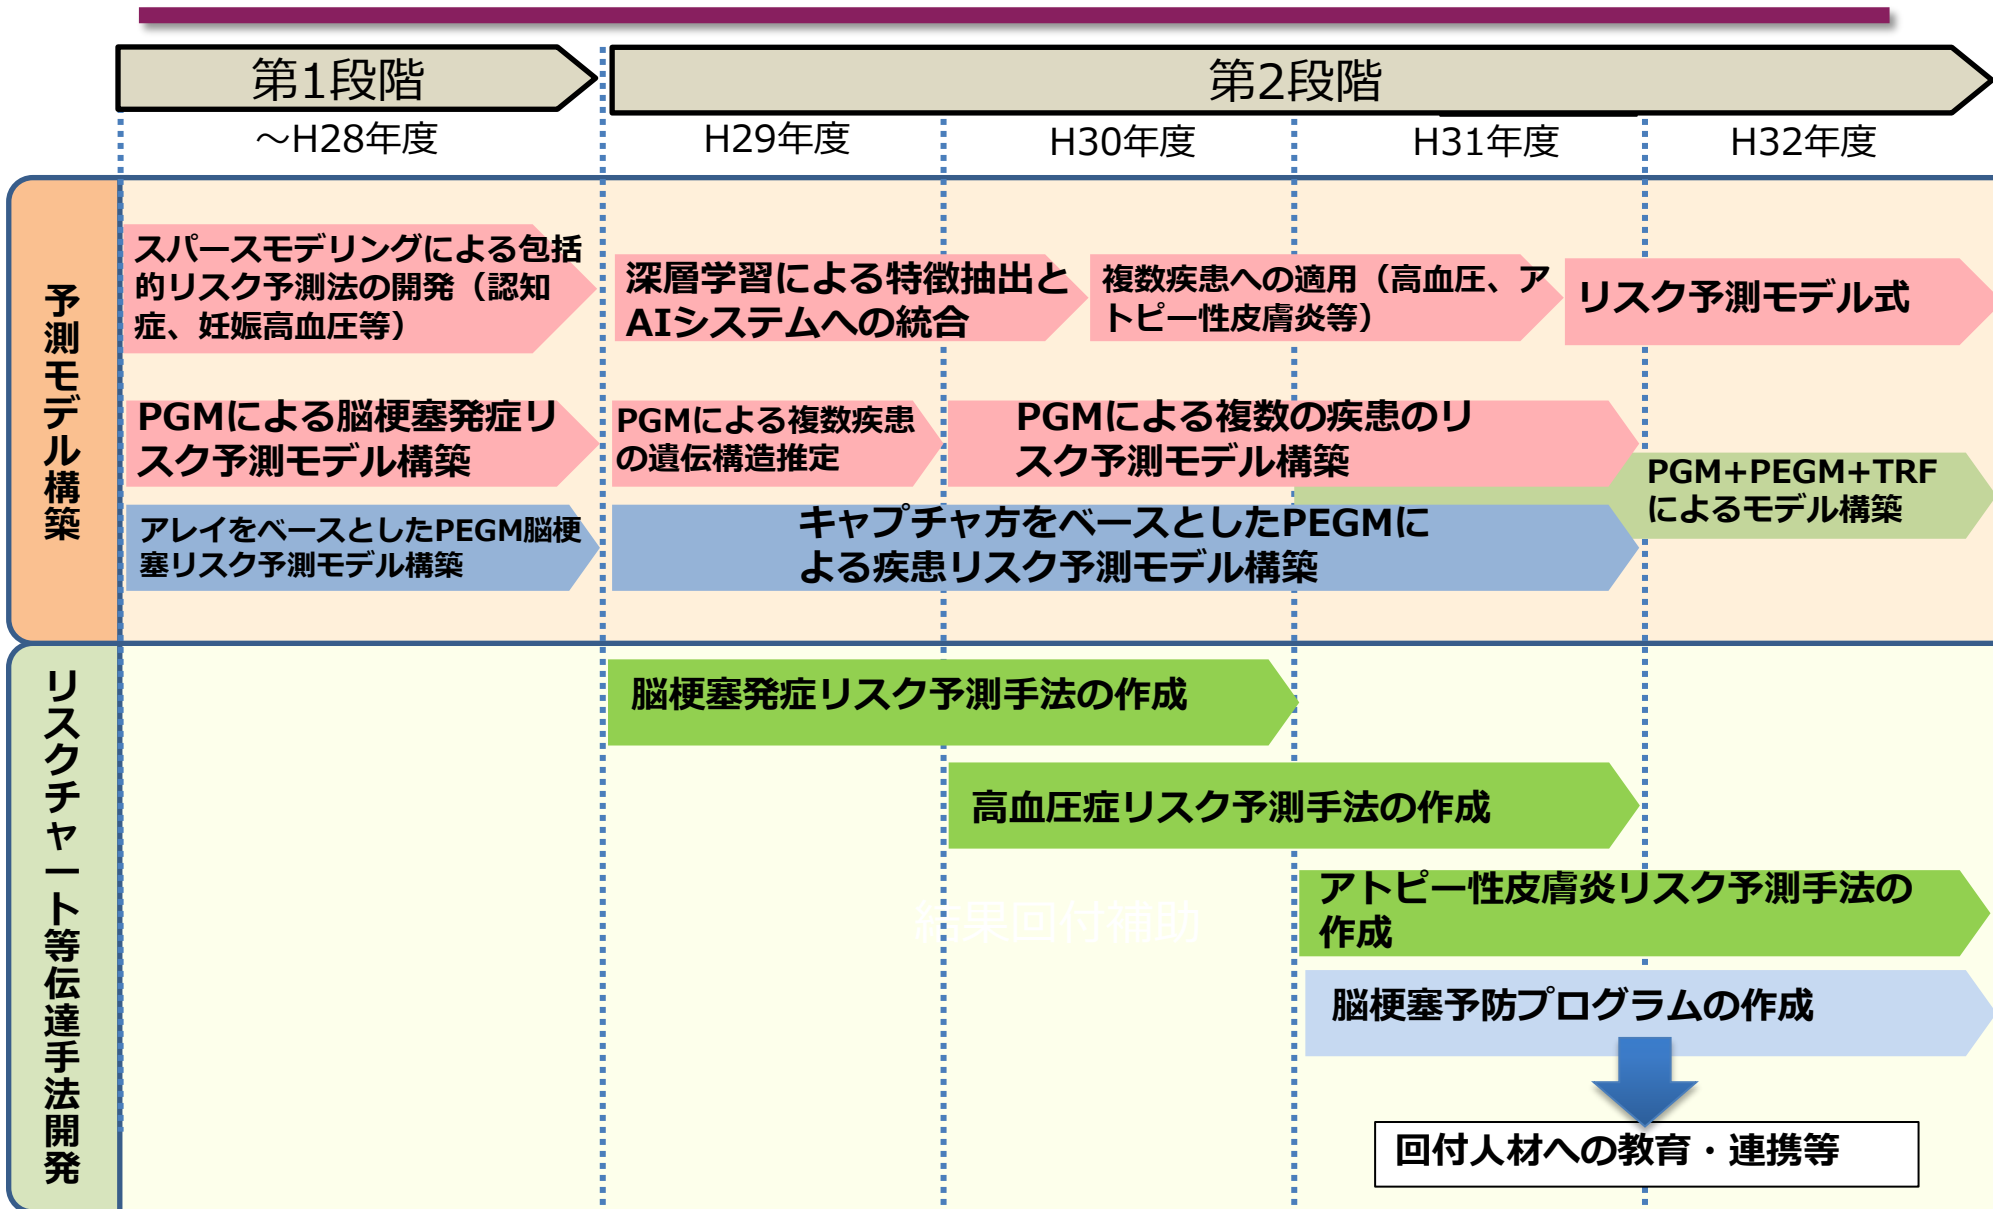 第1段階
第2段階
～H28年度
H29年度
H30年度
H31年度
H32年度
予測モデル構築
スパースモデリングによる包括
的リスク予測法の開発（認知
症、妊娠高血圧等）
深層学習による特徴抽出と
AIシステムへの統合
複数疾患への適用（高血圧、ア
トピー性皮膚炎等）
リスク予測モデル式
PGMによる脳梗塞発症リ
スク予測モデル構築
PGMによる複数疾患
の遺伝構造推定
PGMによる複数の疾患のリ
スク予測モデル構築
PGM+PEGM+TRF
によるモデル構築
アレイをベースとしたPEGM脳梗
塞リスク予測モデル構築
キャプチャ方をベースとしたPEGMに
よる疾患リスク予測モデル構築
リスクチャート等伝達手法開発
脳梗塞発症リスク予測手法の作成
高血圧症リスク予測手法の作成
アトピー性皮膚炎リスク予測手法の
作成
結果回付補助
脳梗塞予防プログラムの作成
回付人材への教育・連携等